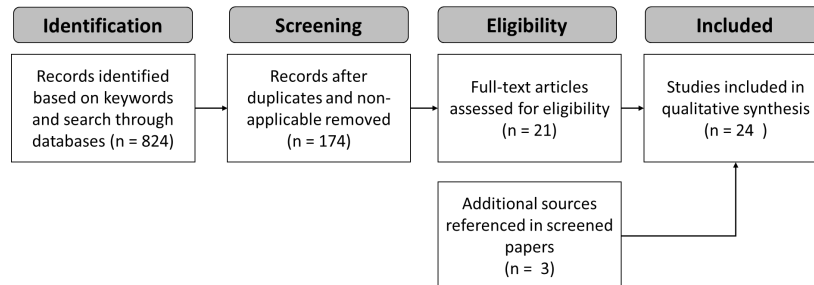 Identification
Screening
Eligibility
Included
Records identified
based on keywords
and search through
databases (n = 824)
Records after
duplicates and non-
applicable removed
(n = 174)
Full-text articles
assessed for eligibility
(n = 21)
Studies included in
qualitative synthesis
(n = 24  )
Additional sources
referenced in screened
papers
(n =  3)